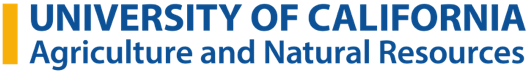 UNIVERSITY OF CALIFORNIA
Agriculture and Natural Resources